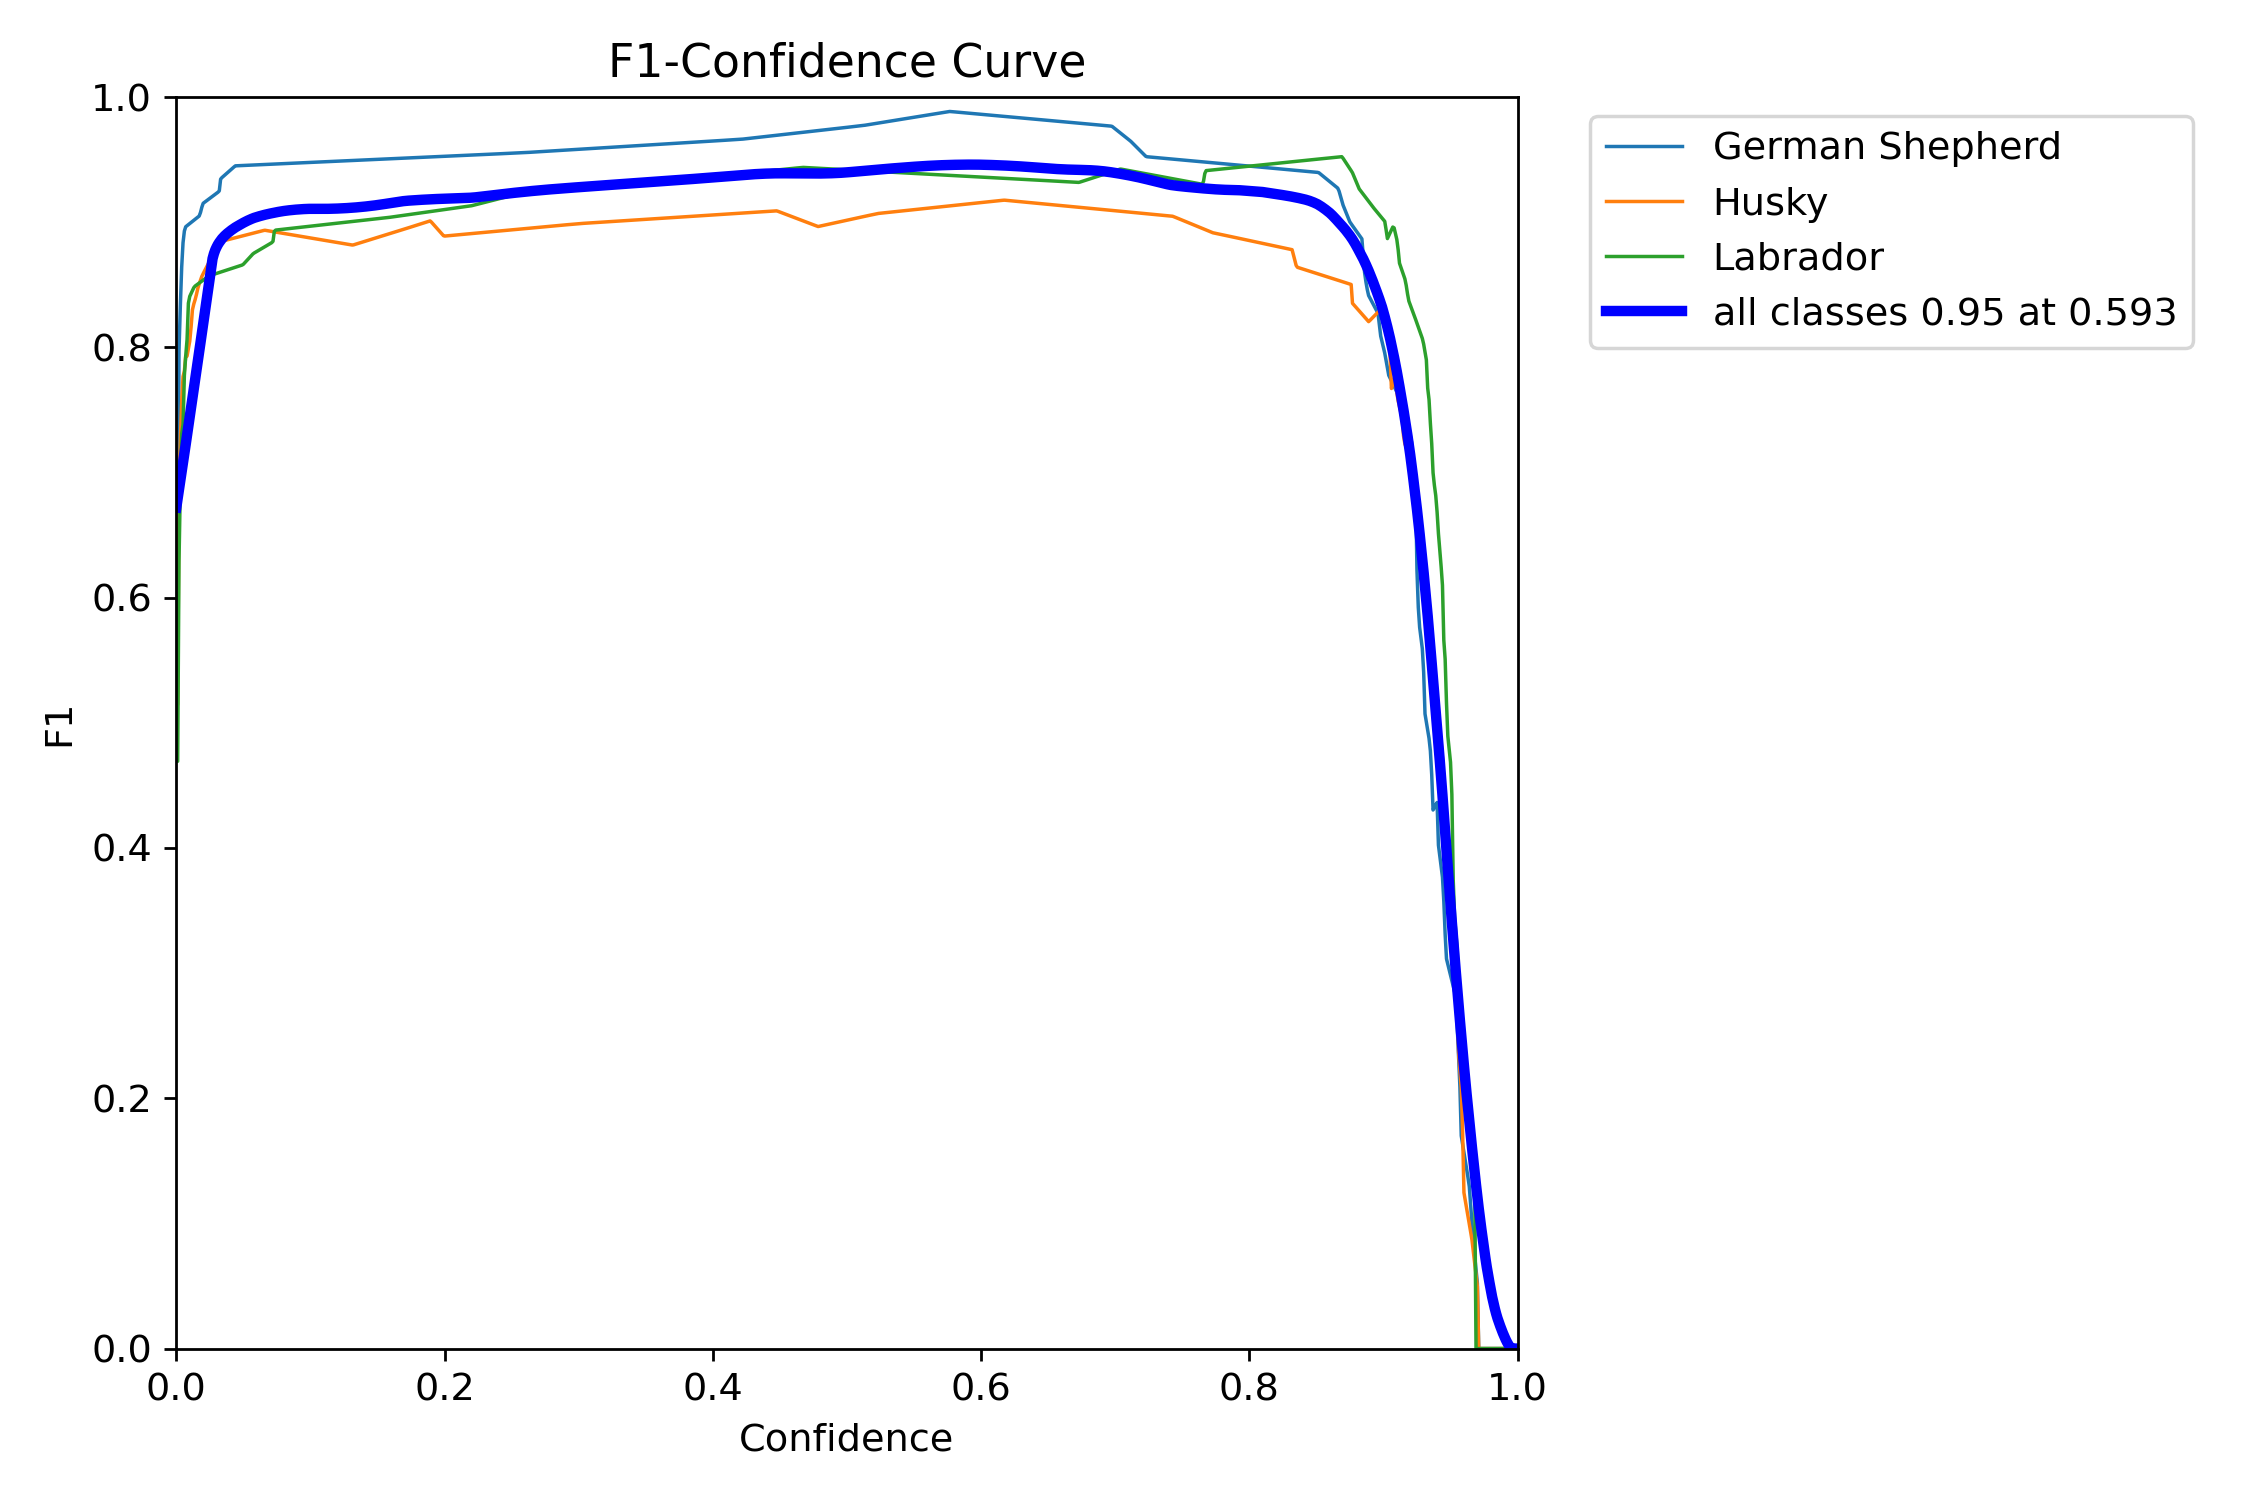 F1-Confidence Curve
1.0
0.8
0.6
0.4
0.2
0.0
F1
0.0 0.2 0.4 0.6 0.8 1.0
Confidence
German Shepherd
Husky
Labrador
all classes 0.95 at 0.593